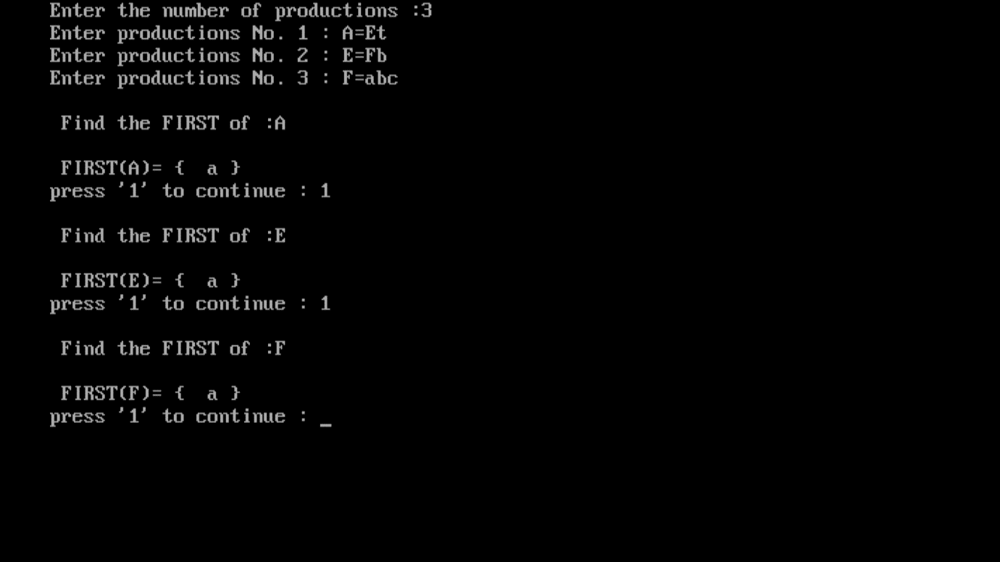 Enter the number of productions :3
Enter productions No. 1 : A=Et
Enter productions No. 2 : E=Fb
Enter productions No. 3 : F=abc
Find the FIRST of :A
FIRST(A)= {  a }
press '1' to continue : 1
Find the FIRST of :E
FIRST(E)= {  a }
press '1' to continue : 1
Find the FIRST of :F
FIRST(F)= {  a }
press '1' to continue : _